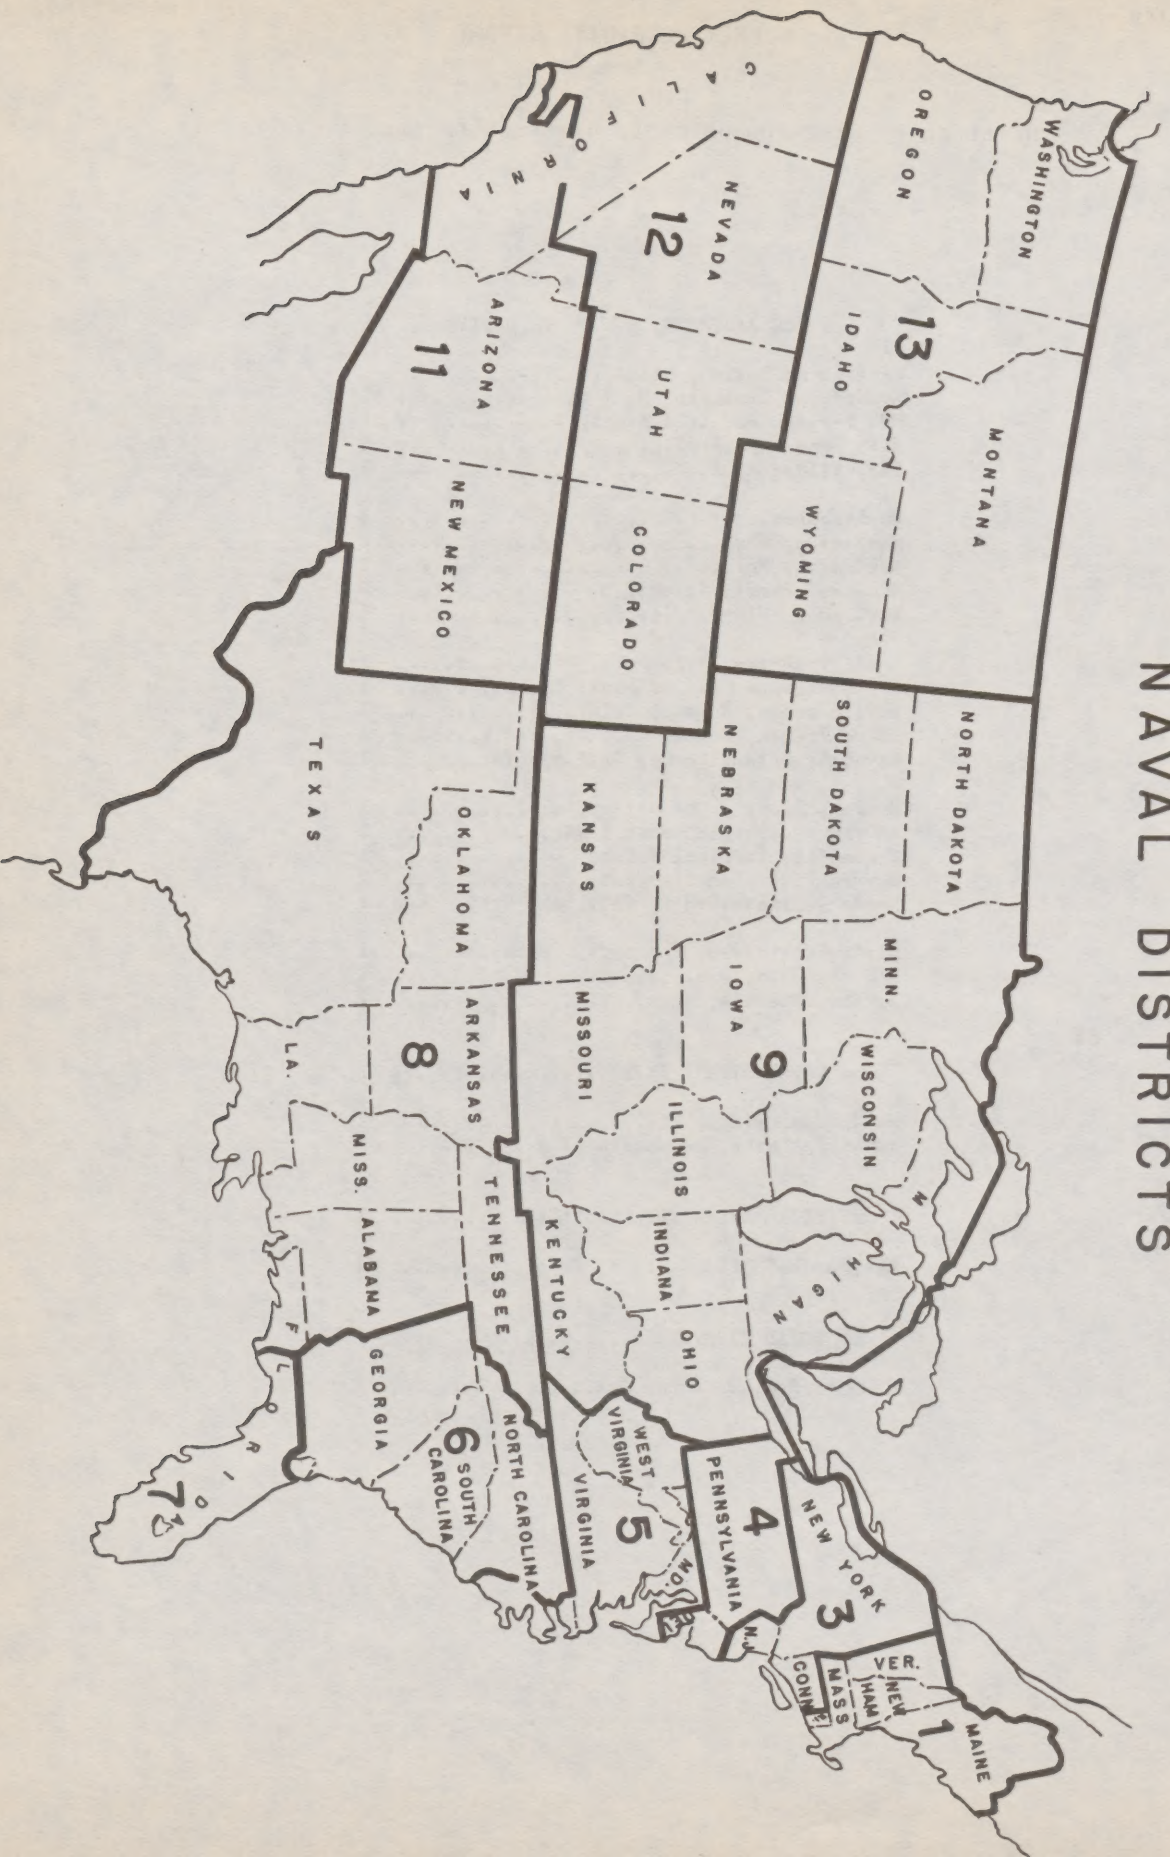 NAVAL DISTRICTS
WASHINGTON
OREGON
13
IDAHO
MONTANA
WYOMING
CALIFORNIA
NEVADA
12
UTAH
COLORADO
ARIZONA
11
NEW MEXICO
NORTH DAKOTA
SOUTH DAKOTA
NEBRASKA
KANSAS
MINN.
IOWA
9
MISSOURI
WISCONSIN
ILLINOIS
MICHIGAN
INDIANA
OHIO
KENTUCKY
TEXAS
OKLAHOMA
ARKANSAS
8
LA.
MISS.
ALABANA
TENNESSEE
GEORGIA
6
SOUTH
CAROLINA
NORTH CAROLINA
FLORIDA
7
WEST
VIRGINIA
VIRGINIA
5
MD.
4
PENNSYLVANIA
NEW YORK
3
N.J.
CONN
MASS
VER.
NEW
HAM
1
MAINE